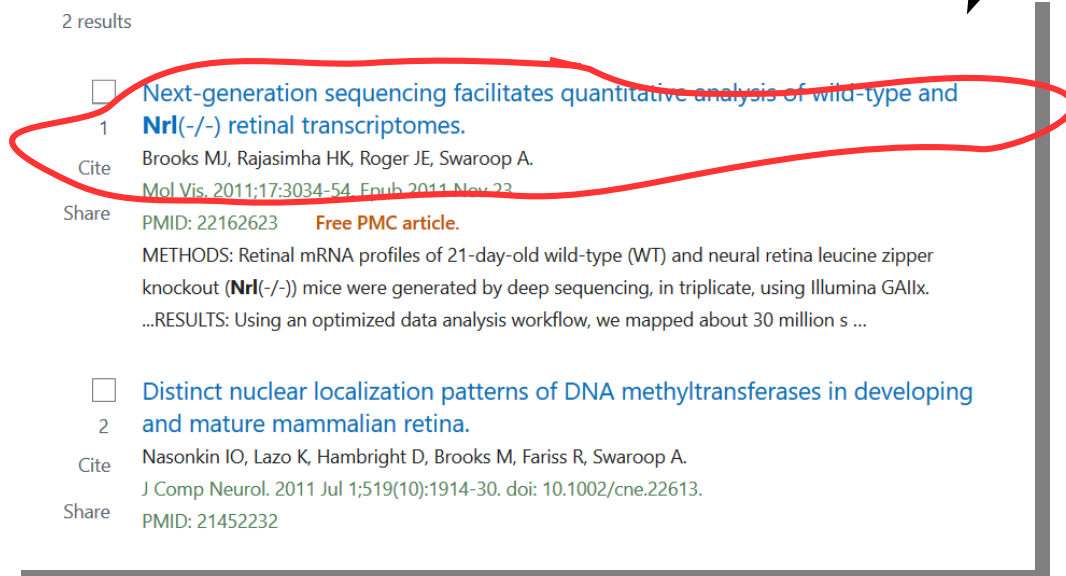 2 results
Next-generation sequencing facilitates quantitative analysis of wild-type and
1 Nrl(-/-) retinal transcriptomes.
Cite Brooks MJ, Rajasimha HK, Roger JE, Swaroop A.
Mol Vis. 2011;17:3034-54. Epub 2011 Nov 23.
Share PMID: 22162623 Free PMC article.
METHODS: Retinal mRNA profiles of 21-day-old wild-type (WT) and neural retina leucine zipper
knockout (Nrl(-/-)) mice were generated by deep sequencing, in triplicate, using Illumina GAIIx.
...RESULTS: Using an optimized data analysis workflow, we mapped about 30 million s ...
Distinct nuclear localization patterns of DNA methyltransferases in developing
2 and mature mammalian retina.
Cite Nasonkin IO, Lazo K, Hambright D, Brooks M, Fariss R, Swaroop A.
J Comp Neurol. 2011 Jul 1;519(10):1914-30. doi: 10.1002/cne.22613.
Share PMID: 21452232